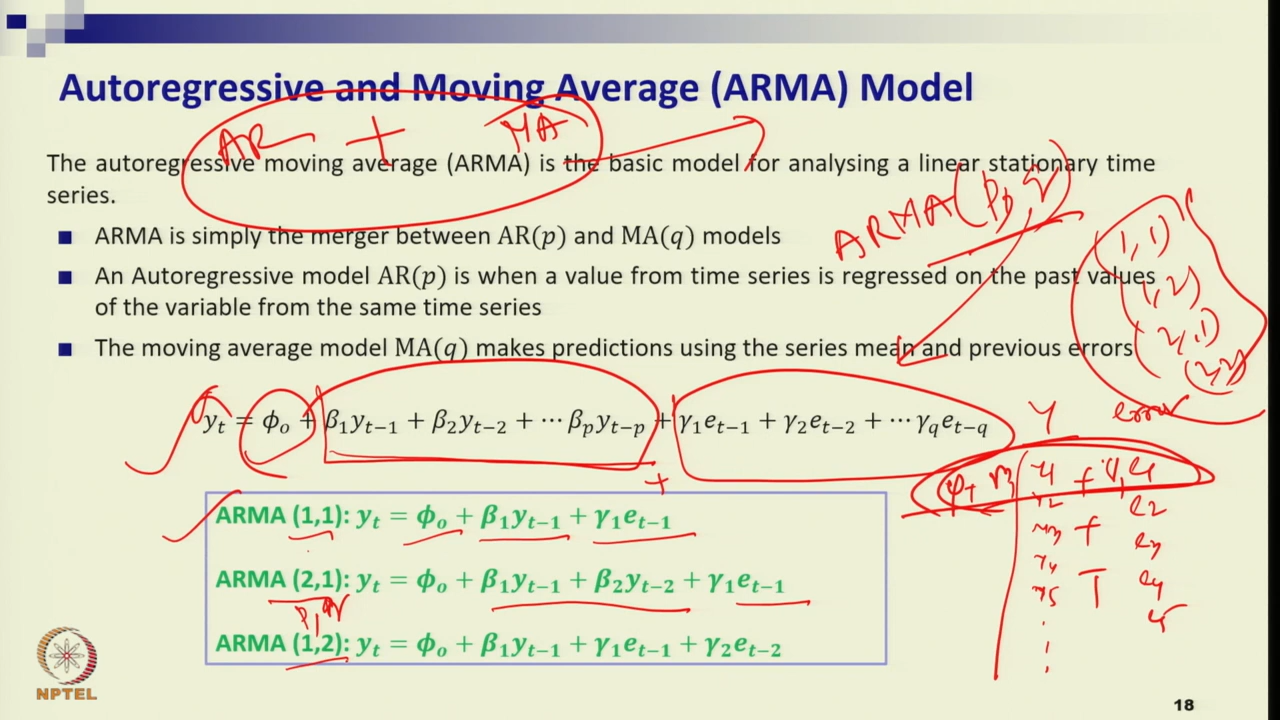 Autoregressive and Moving Average (ARMA) Model
AR + MA
The autoregressive moving average (ARMA) is the basic model for analysing a linear stationary time
series.
ARMA(p, q)
■ ARMA is simply the merger between AR(p) and MA(q) models
■ An Autoregressive model AR(p) is when a value from time series is regressed on the past values
of the variable from the same time series
■ The moving average model MA(q) makes predictions using the series mean and previous errors
(1, 1)
(1, 2)
(2, 1)
(2, 2)
y_t = ϕ_o + β_1y_{t−1} + β_2y_{t−2} + ⋯ β_py_{t−p} + γ_1e_{t−1} + γ_2e_{t−2} + ⋯ γ_qe_{t−q}
+
Y error
e2
e3
e4
ARMA (1,1): y_t = ϕ_o + β_1y_{t−1} + γ_1e_{t−1}
ARMA (2,1): y_t = ϕ_o + β_1y_{t−1} + β_2y_{t−2} + γ_1e_{t−1}
p, q
ARMA (1,2): y_t = ϕ_o + β_1y_{t−1} + γ_1e_{t−1} + γ_2e_{t−2}
NPTEL
18